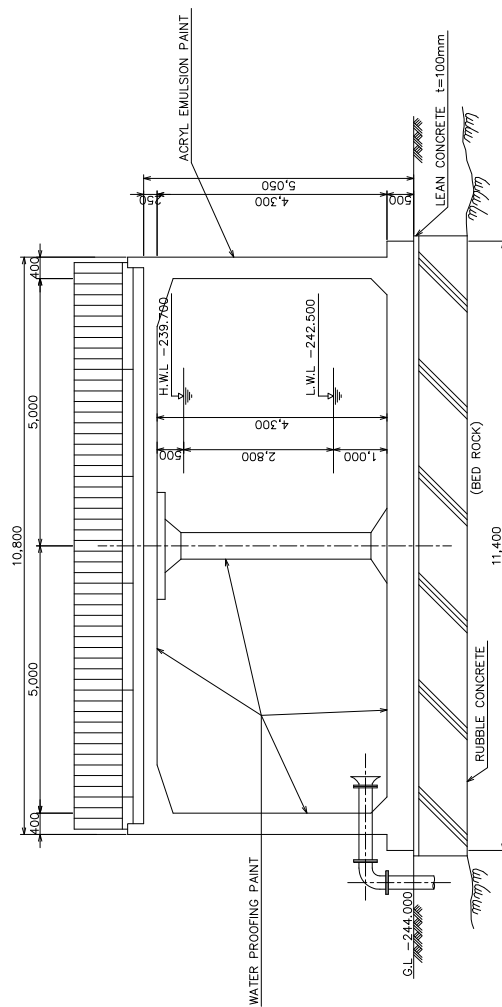 10,800
400
5,000
5,000
400
ACRYL EMULSION PAINT
250
4,300
5,050
500
H.W.L -239.700
L.W.L -242.500
500
2,800
4,300
1,000
WATER PROOFING PAINT
G.L -244.000
LEAN CONCRETE t=100mm
(BED ROCK)
RUBBLE CONCRETE
11,400